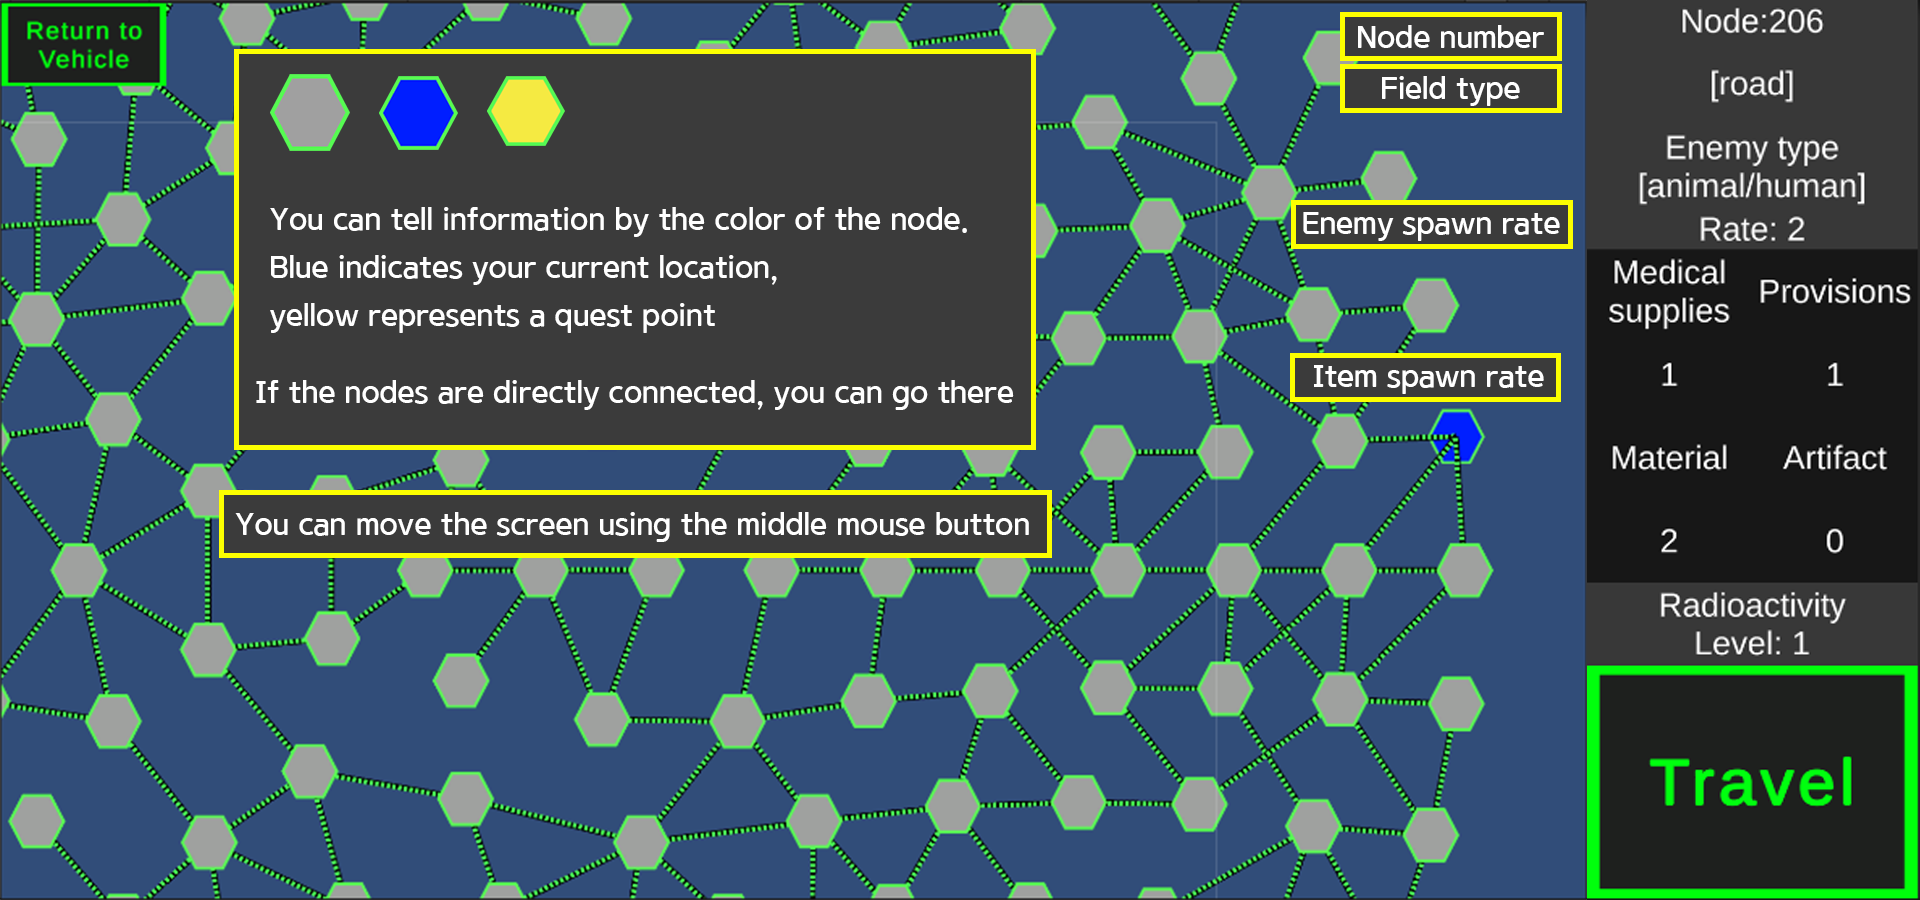 Return to
Vehicle
You can tell information by the color of the node.
Blue indicates your current location,
yellow represents a quest point
If the nodes are directly connected, you can go there
You can move the screen using the middle mouse button
Node number
Field type
Enemy spawn rate
Item spawn rate
Node:206
[road]
Enemy type
[animal/human]
Rate: 2
Medical
supplies
Provisions
1
1
Material
Artifact
2
0
Radioactivity
Level: 1
Travel